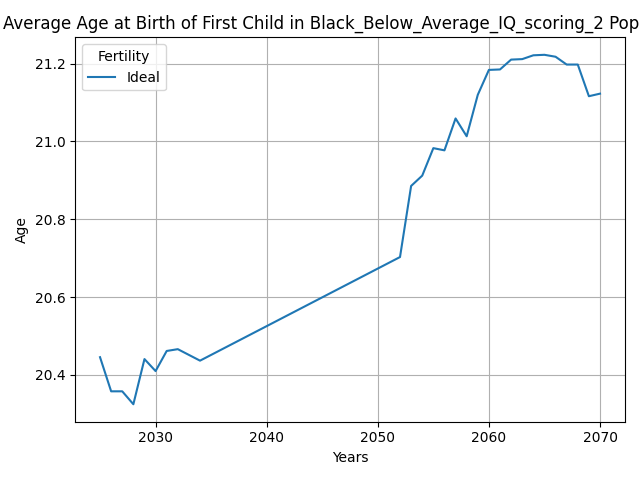 Average Age at Birth of First Child in Black_Below_Average_IQ_scoring_2 Pop
Fertility
Ideal
21.2
21.0
20.8
20.6
20.4
Age
2030 2040 2050 2060 2070
Years